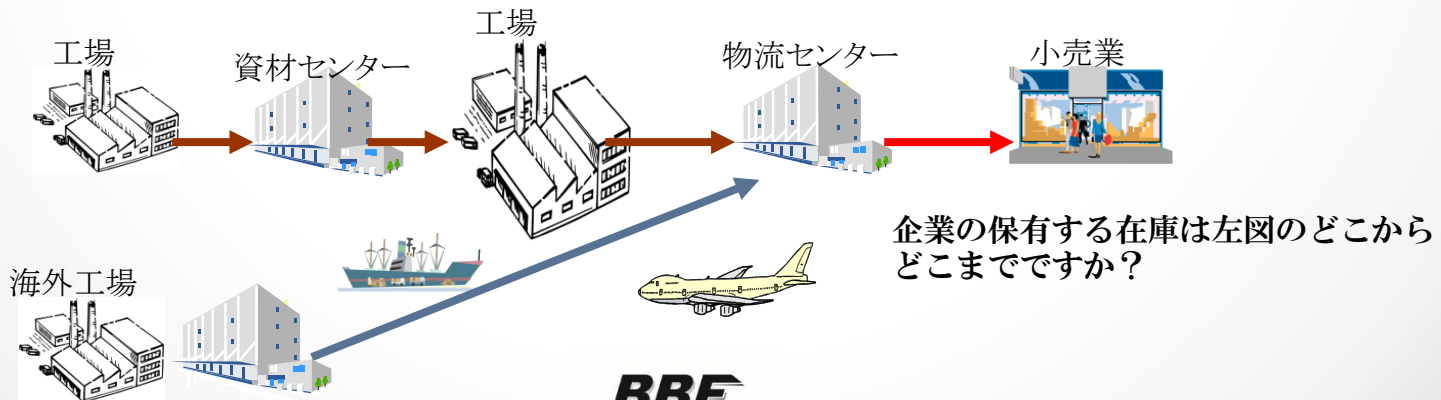 工場
資材センター
工場
物流センター
小売業
企業の保有する在庫は左図のどこから
どこまでですか？
海外工場